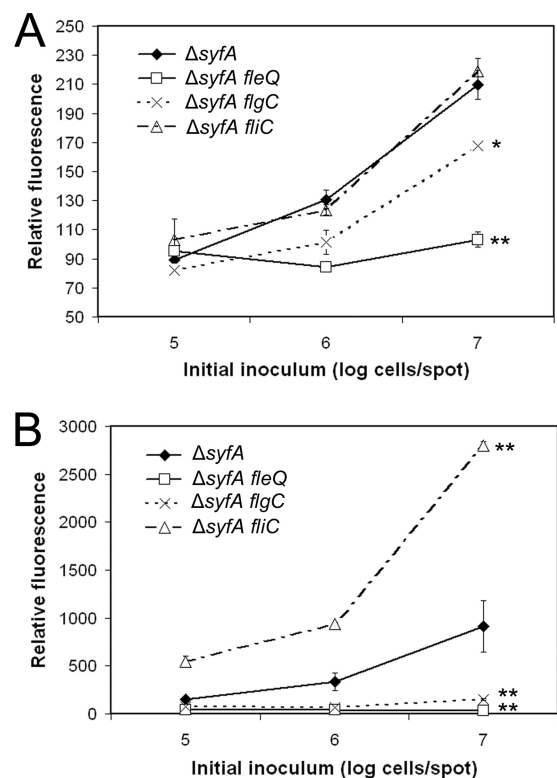 A
250
230
210
190
170
150
130
110
90
70
50
Relative fluorescence
ΔsyfA
ΔsyfA fleQ
ΔsyfA flgC
ΔsyfA fliC
*
**
5 6 7
Initial inoculum (log cells/spot)
B
3000
2500
2000
1500
1000
500
0
Relative fluorescence
ΔsyfA
ΔsyfA fleQ
ΔsyfA flgC
ΔsyfA fliC
**
**
**
5 6 7
Initial inoculum (log cells/spot)